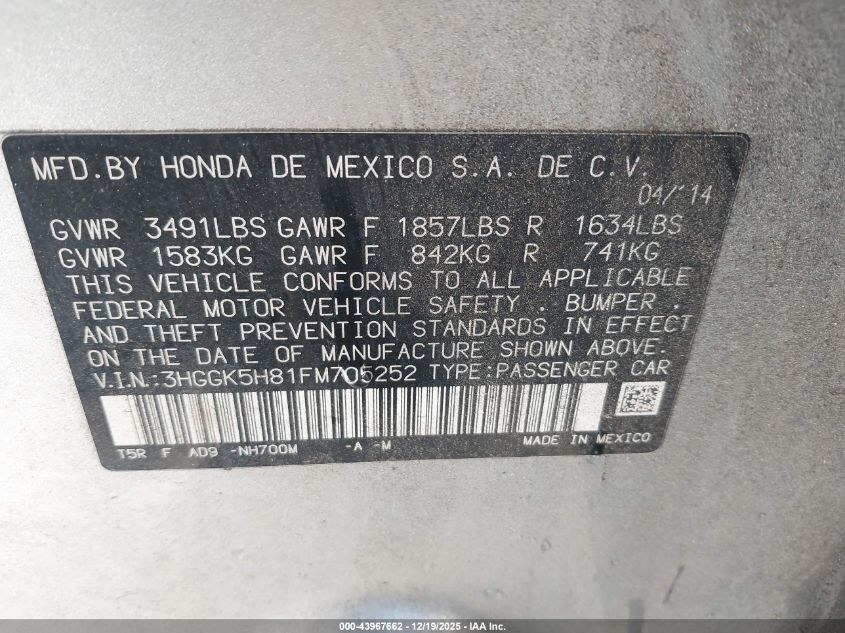 MFD.BY HONDA DE MEXICO S.A. DE C.V.
04/'14
GVWR 3491LBS GAWR F 1857LBS R 1634LBS
GVWR 1583KG GAWR F 842KG R 741KG
THIS VEHICLE CONFORMS TO ALL APPLICABLE
FEDERAL MOTOR VEHICLE SAFETY , BUMPER ,
AND THEFT PREVENTION STANDARDS IN EFFECT
ON THE DATE OF MANUFACTURE SHOWN ABOVE.
V.I.N.:3HGGK5H81FM705252 TYPE:PASSENGER CAR
T5R F AD9 -NH700M -A -M MADE IN MEXICO
000-43967662 - 12/19/2025 - IAA Inc.